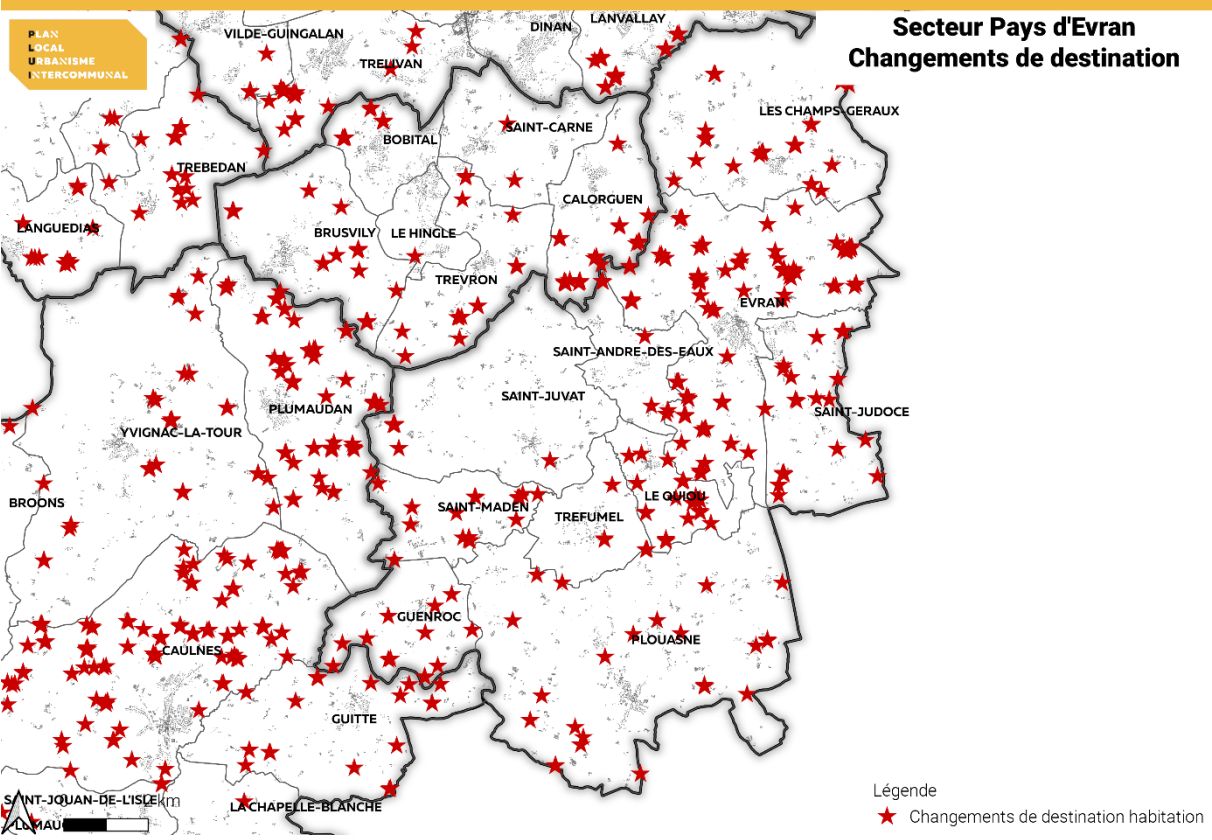 PLAN
LOCAL
URBANISME
INTERCOMMUNAL
Secteur Pays d'Evran
Changements de destination
VILDE-GUINGALAN
DINAN
LANVALLAY
TRELIVAN
LES CHAMPS-GERAUX
SAINT-CARNE
BOBITAL
TREBEDAN
CALORGUEN
LANGUEDIAS
BRUSVILY
LE HINGLE
TREVRON
EVRAN
SAINT-ANDRE-DES-EAUX
SAINT-JUVAT
PLUMAUDAN
SAINT-JUDOCE
YVIGNAC-LA-TOUR
BROONS
LE QUIOU
SAINT-MADEN
TREFUMEL
GUENROC
PLOUASNE
CAULNES
GUITTE
Légende
SAINT-JOUAN-DE-L'ISLE
2 km
LA CHAPELLE-BLANCHE
Changements de destination habitation